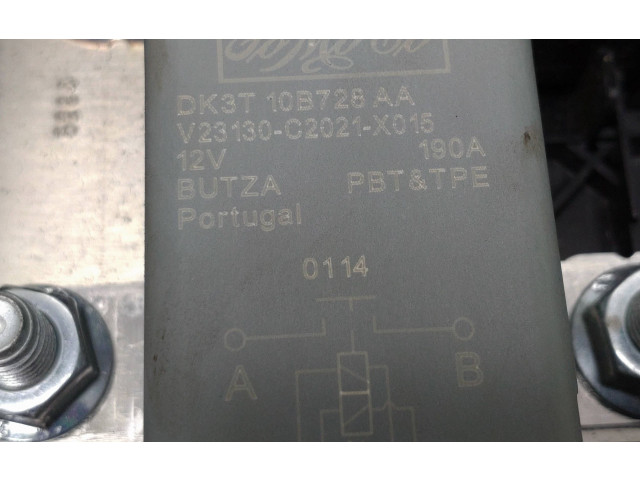 DK3T 10B728 AA
V23130-C2021-X015
12V 190A
BUTZA PBT&TPE
Portugal
0114
A B